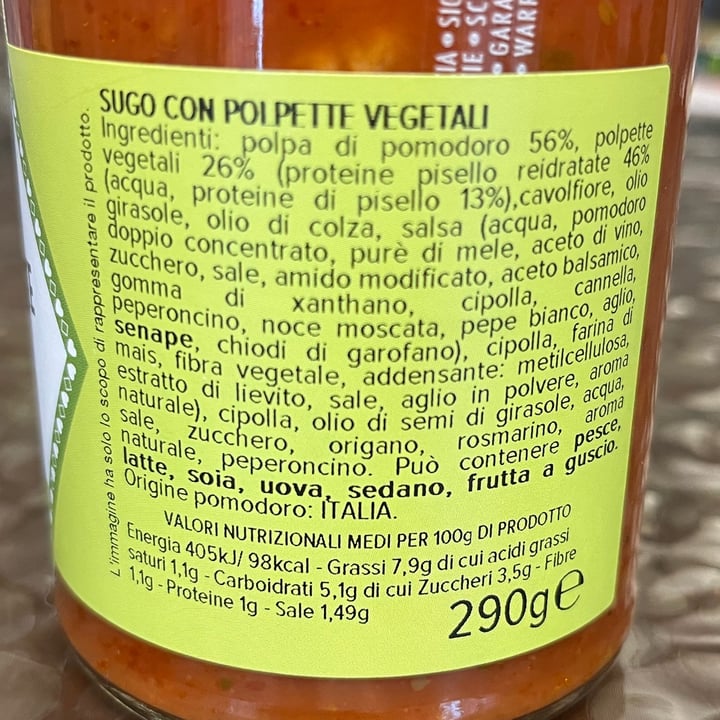 SUGO CON POLPETTE VEGETALI
Ingredienti: polpa di pomodoro 56%, polpette
vegetali 26% (proteine pisello reidratate 46%
(acqua, proteine di pisello 13%),cavolfiore, olio
girasole, olio di colza, salsa (acqua, pomodoro
doppio concentrato, purè di mele, aceto di vino,
zucchero, sale, amido modificato, aceto balsamico,
gomma di xanthano, cipolla, cannella,
peperoncino, noce moscata, pepe bianco, aglio,
senape, chiodi di garofano), cipolla, farina di
mais, fibra vegetale, addensante: metilcellulosa,
estratto di lievito, sale, aglio in polvere, aroma
naturale), cipolla, olio di semi di girasole, acqua,
sale, zucchero, origano, rosmarino, aroma
naturale, peperoncino. Può contenere pesce,
latte, soia, uova, sedano, frutta a guscio.
Origine pomodoro: ITALIA.
VALORI NUTRIZIONALI MEDI PER 100g DI PRODOTTO
Energia 405kJ/ 98kcal - Grassi 7,9g di cui acidi grassi
saturi 1,1g - Carboidrati 5,1g di cui Zuccheri 3,5g - Fibre
1,1g - Proteine 1g - Sale 1,49g
290g e
L'immagine ha solo lo scopo di rappresentare il prodotto.